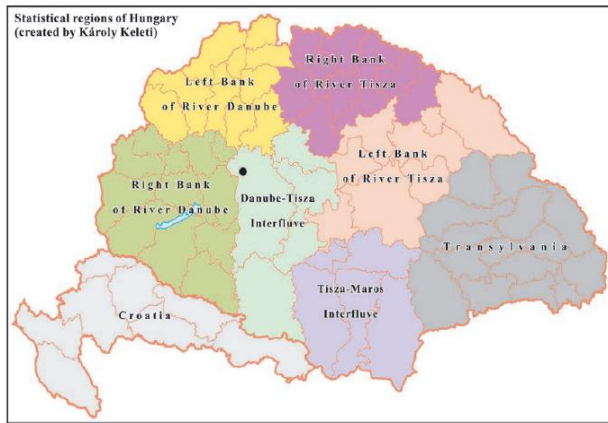 Statistical regions of Hungary
(created by Károly Keleti)
Right Bank
of River Tisza
Left Bank
of River Danube
Left Bank
of River Tisza
Right Bank
of River Danube
Danube-Tisza
Interfluve
Transylvania
Tisza-Maros
Interfluve
Croatia